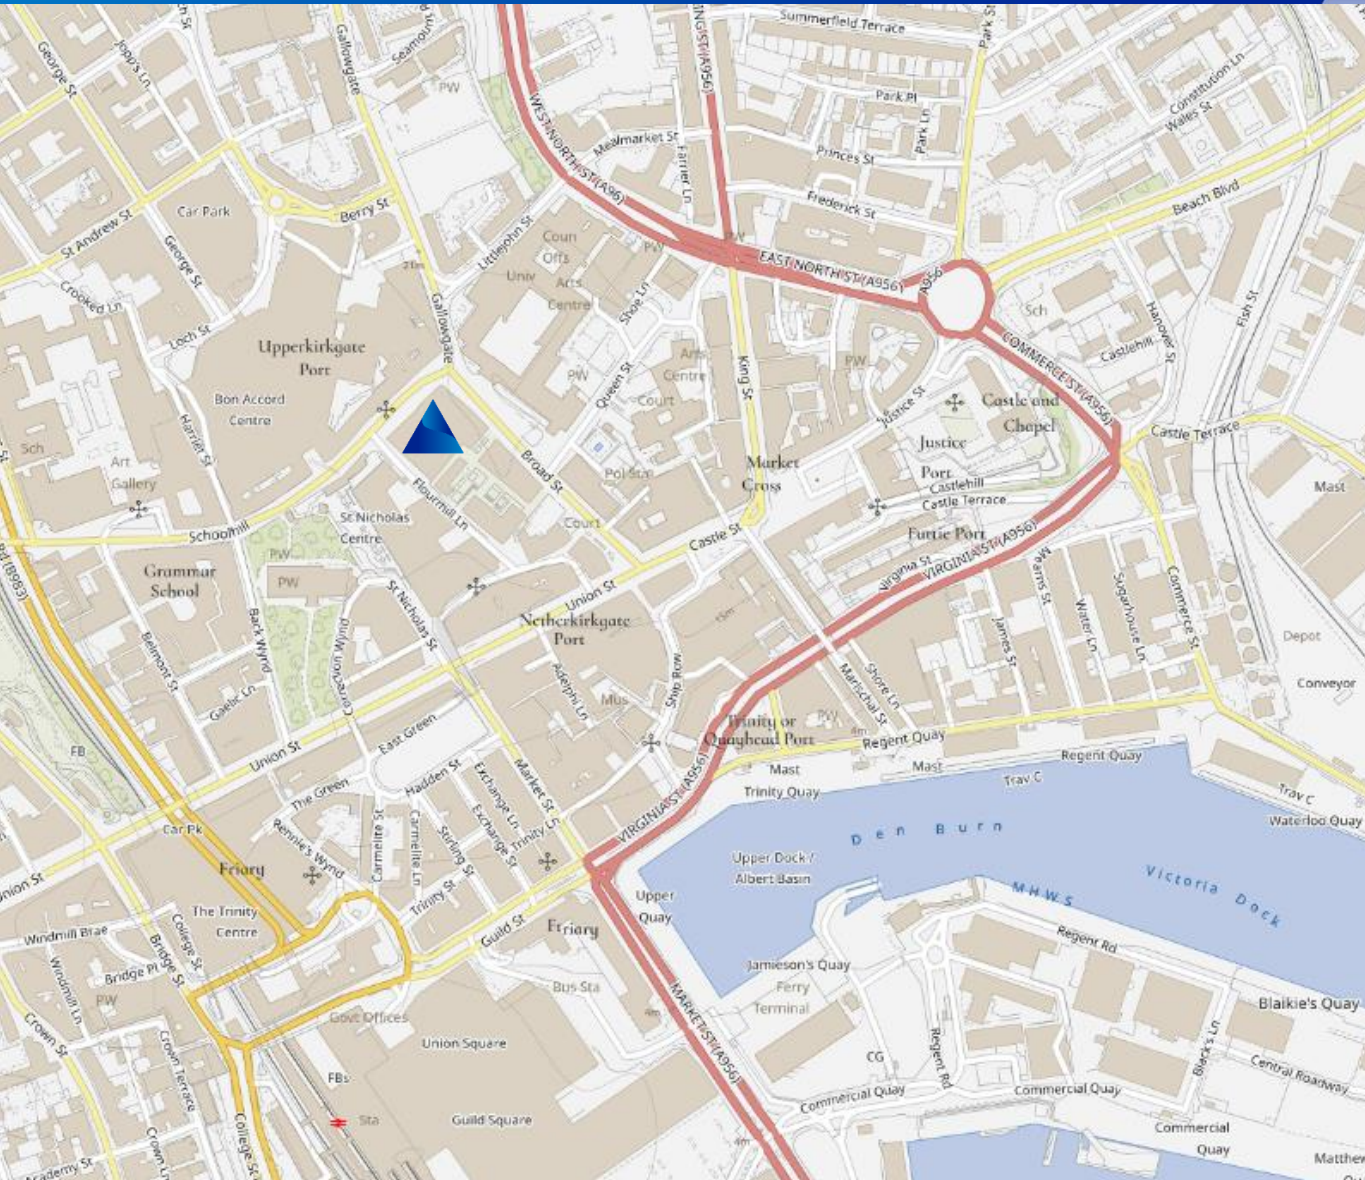 Summerfield Terrace
Park St
Seamou
George St
Jopp's Ln
Gallowgate
PW
Park Pl
Park Ln
Constitution Ln
Wales St
WEST NORTH ST (A96)
Mealmarket St
Farrier Ln
Princes St
Frederick St
Beach Blvd
Car Park
Berry St
St Andrew St
George St
Littlejohn St
Coun
Offs
PW
PW
EAST NORTH ST (A956)
A956
21m
Univ
Arts
Centre
Shoe Ln
Sch
Hanover St
Fish St
Crooked Ln
Loch St
Gallowgate
Upperkirkgate
Port
COMMERCE ST (A956)
Castlehill
Arts
Centre
King St
PW
PW
Queen St
Court
Justice St
Castle and
Chapel
Bon Accord
Centre
Harriet St
Justice
Port
Castle Terrace
Sch
Art
Gallery
Broad St
Pol Sta
Market
Cross
Castlehill
Castle Terrace
Mast
Flourmill Ln
St Nicholas
Centre
Court
Castle St
Futtie Port
Schoolhill
PW
Virginia St
VIRGINIA ST (A956)
Mearns St
Rd (B983)
Grammar
School
PW
St Nicholas St
Union St
Netherkirkgate
Port
15m
Water Ln
Sugarhouse Ln
Commerce St
James St
Depot
Belmont St
Back Wynd
Correction Wynd
Adelphi Ln
Ship Row
Marischal St
Shore Ln
Conveyor
Gaelic Ln
Mus
Trinity or
Quayhead Port
PW
4m
Regent Quay
FB
Union St
East Green
Mast
Mast
Regent Quay
Trav C
Trav C
The Green
Hadden St
Exchange Ln
Market St
VIRGINIA ST (A956)
Trinity Quay
Waterloo Quay
Car Pk
Rennie's Wynd
Carmelite St
Carmelite Ln
Stirling St
Exchange St
Trinity Ln
Den Burn
Friary
Upper Dock /
Albert Basin
Victoria Dock
MHWS
Union St
The Trinity
Centre
Trinity St
Upper
Quay
Windmill Brae
College St
Guild St
Friary
Regent Rd
Bridge Pl
Bridge St
Windmill Ln
PW
Bus Sta
Jamieson's Quay
Ferry
Terminal
Blaikie's Quay
Crown St
Govt Offices
4m
MARKET ST (A956)
Crown Terrace
Union Square
CG
Regent Rd
Black's Ln
Central Roadway
FBs
Commercial Quay
Commercial Quay
Sta
Guild Square
College St
Commercial
Quay
4m
Crown Ln
Academy St
Matthew